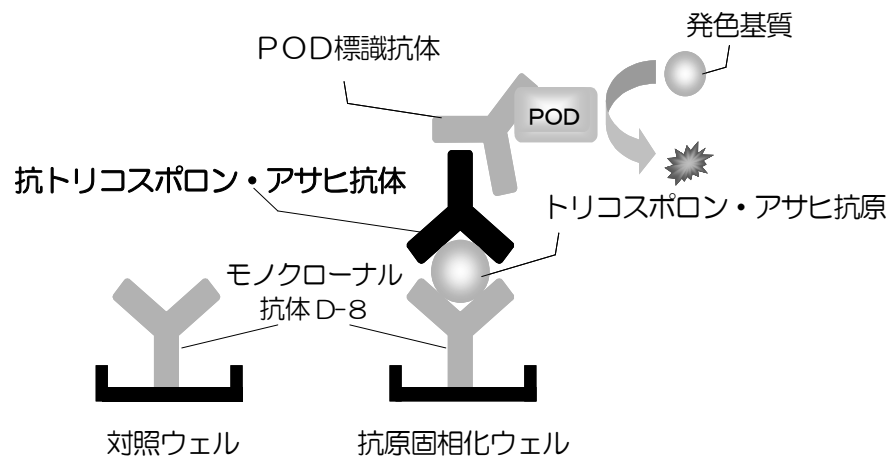 発色基質
POD標識抗体
POD
抗トリコスポロン・アサヒ抗体
トリコスポロン・アサヒ抗原
モノクローナル
抗体D-8
対照ウェル
抗原固相化ウェル